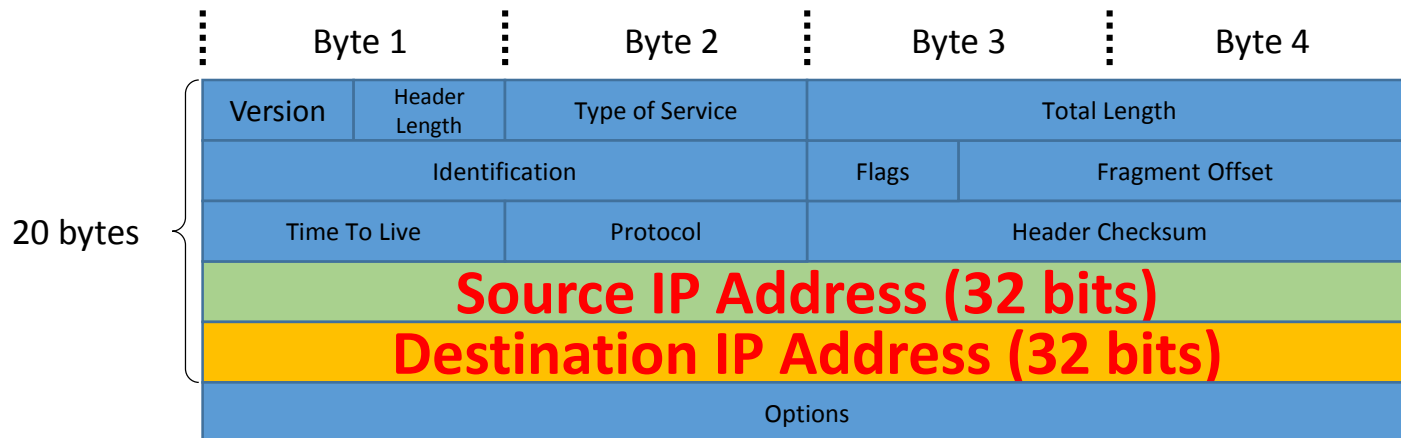 Byte 1 Byte 2 Byte 3 Byte 4
Version Header Length Type of Service Total Length
Identification Flags Fragment Offset
20 bytes
Time To Live Protocol Header Checksum
Source IP Address (32 bits)
Destination IP Address (32 bits)
Options